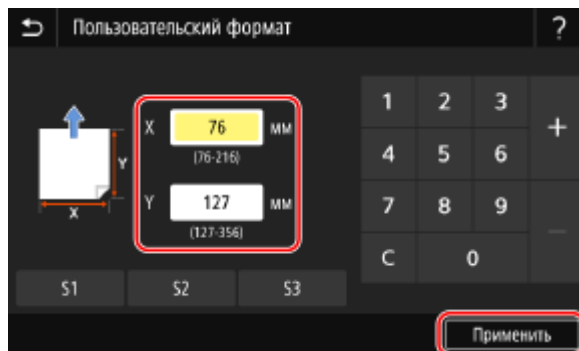 Пользовательский формат ?
X 76 мм
(76-216)
Y 127 мм
(127-356)
Y
X
1 2 3 +
4 5 6
7 8 9 —
C 0
S1 S2 S3
Применить